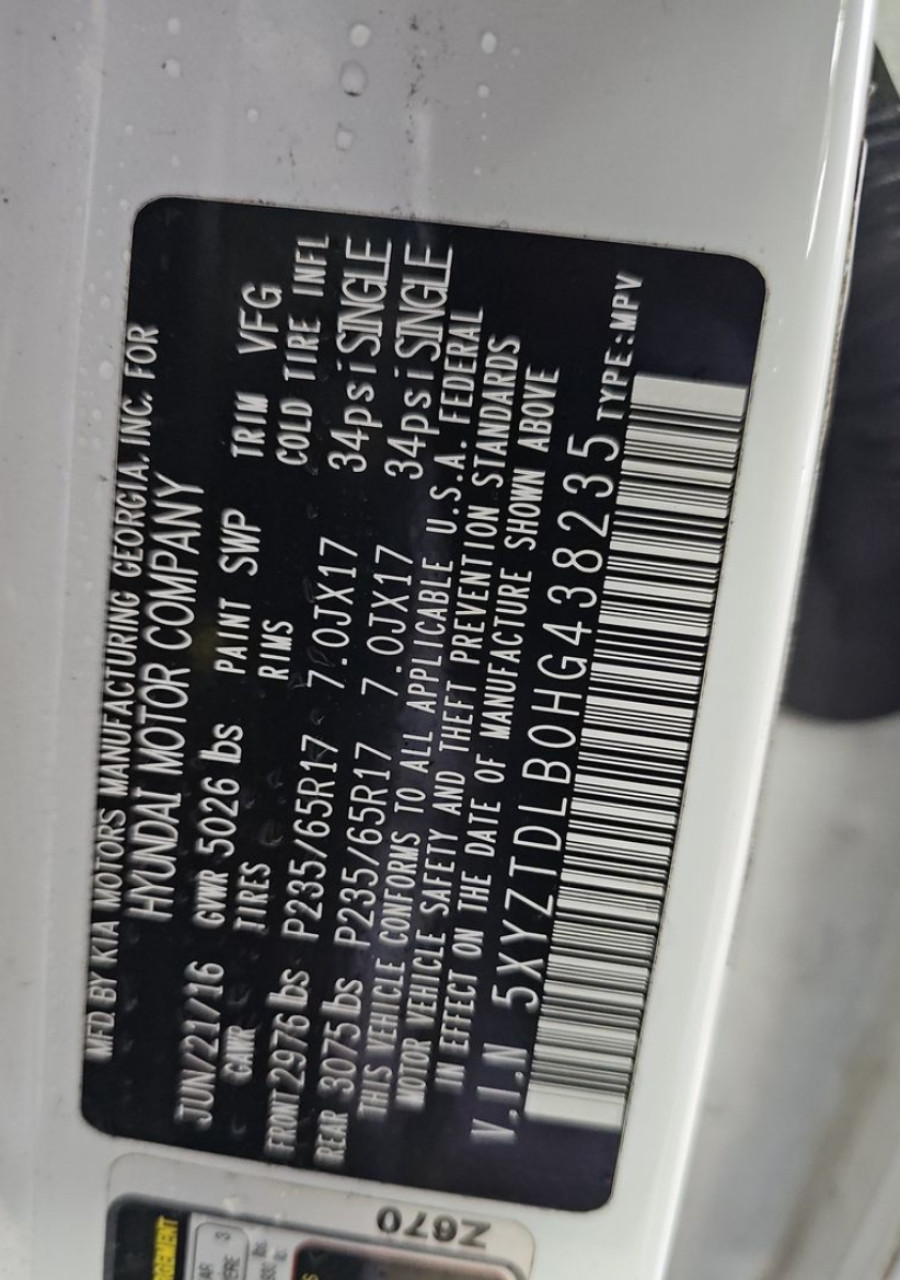 MFD. BY KIA MOTORS MANUFACTURING GEORGIA, INC. FOR
HYUNDAI MOTOR COMPANY
JUN/21/16 GVWR 5026 lbs PAINT SWP TRIM VFG
GAWR TIRES RIMS COLD TIRE INFL
FRONT 2976 lbs P235/65R17 7.0JX17 34psi SINGLE
REAR 3075 lbs P235/65R17 7.0JX17 34psi SINGLE
THIS VEHICLE CONFORMS TO ALL APPLICABLE U.S.A. FEDERAL
MOTOR VEHICLE SAFETY AND THEFT PREVENTION STANDARDS
IN EFFECT ON THE DATE OF MANUFACTURE SHOWN ABOVE
V.I.N 5XYZTDLB0HG438235 TYPE:MPV
Z670